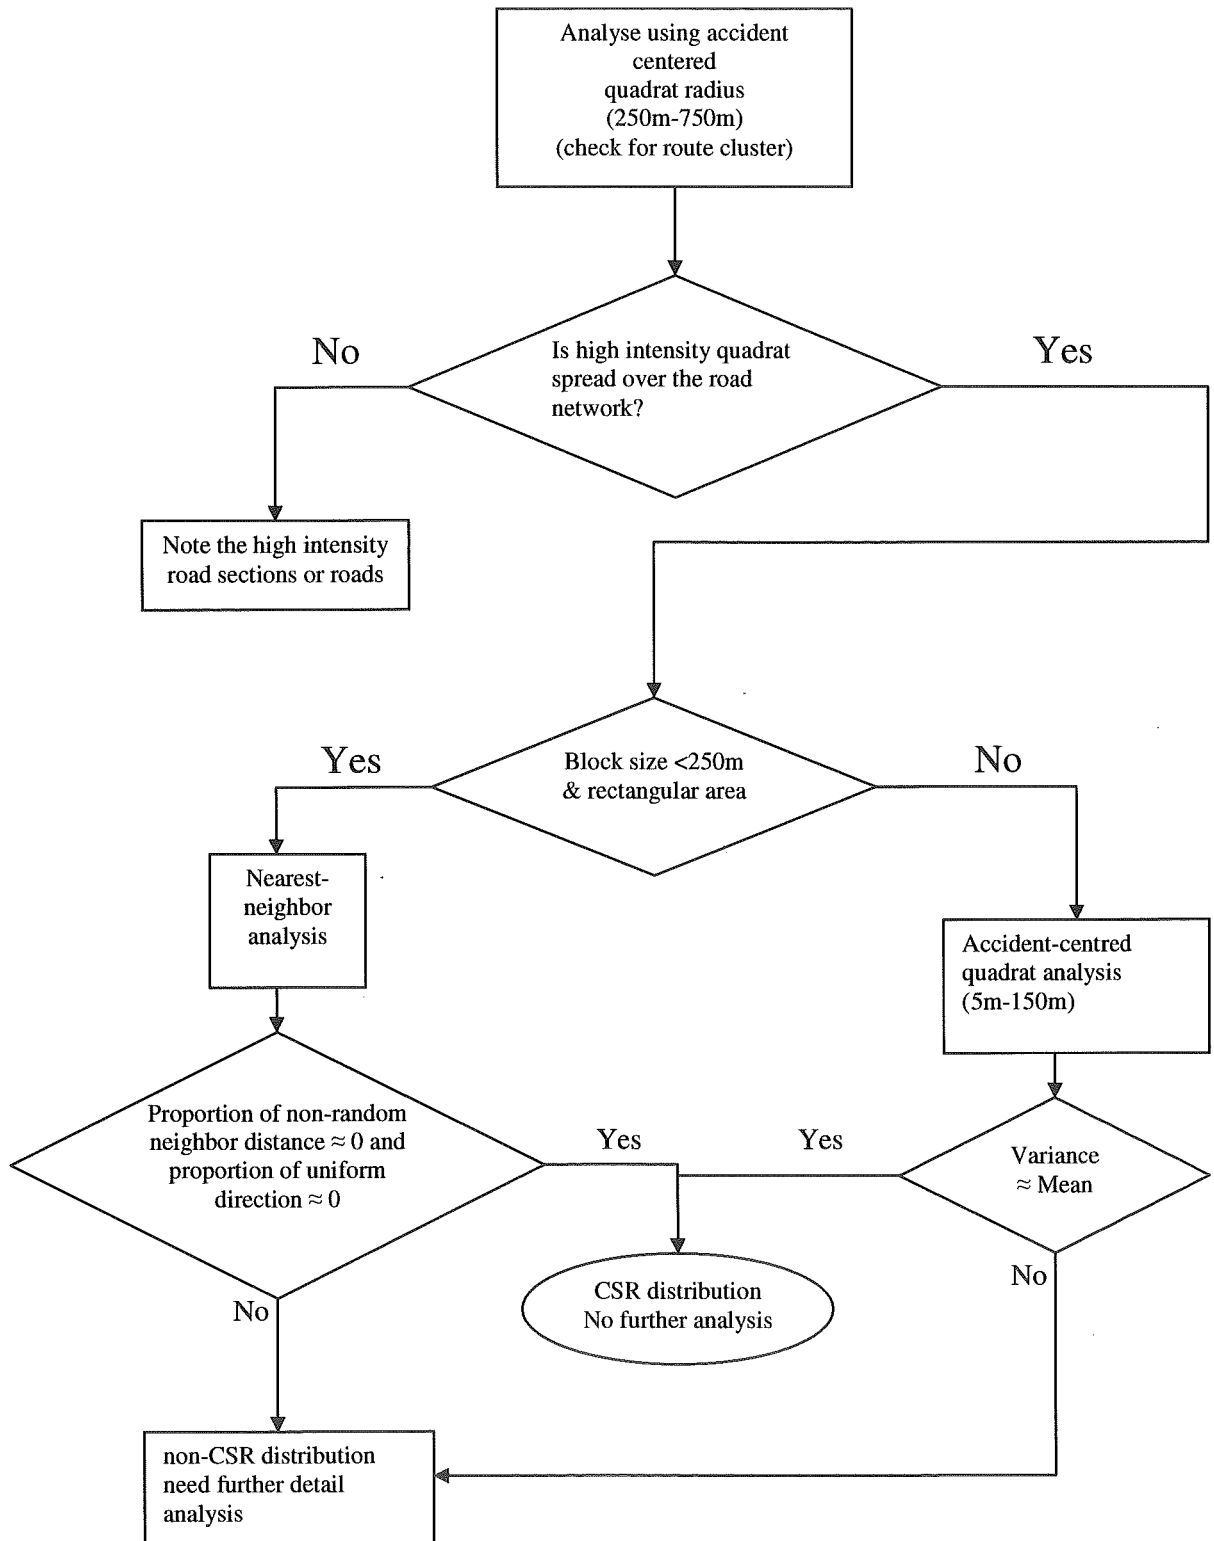 Analyse using accident
centered
quadrat radius
(250m-750m)
(check for route cluster)
No
Yes
Is high intensity quadrat
spread over the road
network?
Note the high intensity
road sections or roads
Yes
No
Block size <250m
& rectangular area
Nearest-
neighbor
analysis
Accident-centred
quadrat analysis
(5m-150m)
Proportion of non-random
neighbor distance ≈ 0 and
proportion of uniform
direction ≈ 0
Yes
Yes
Variance
≈ Mean
No
No
CSR distribution
No further analysis
non-CSR distribution
need further detail
analysis